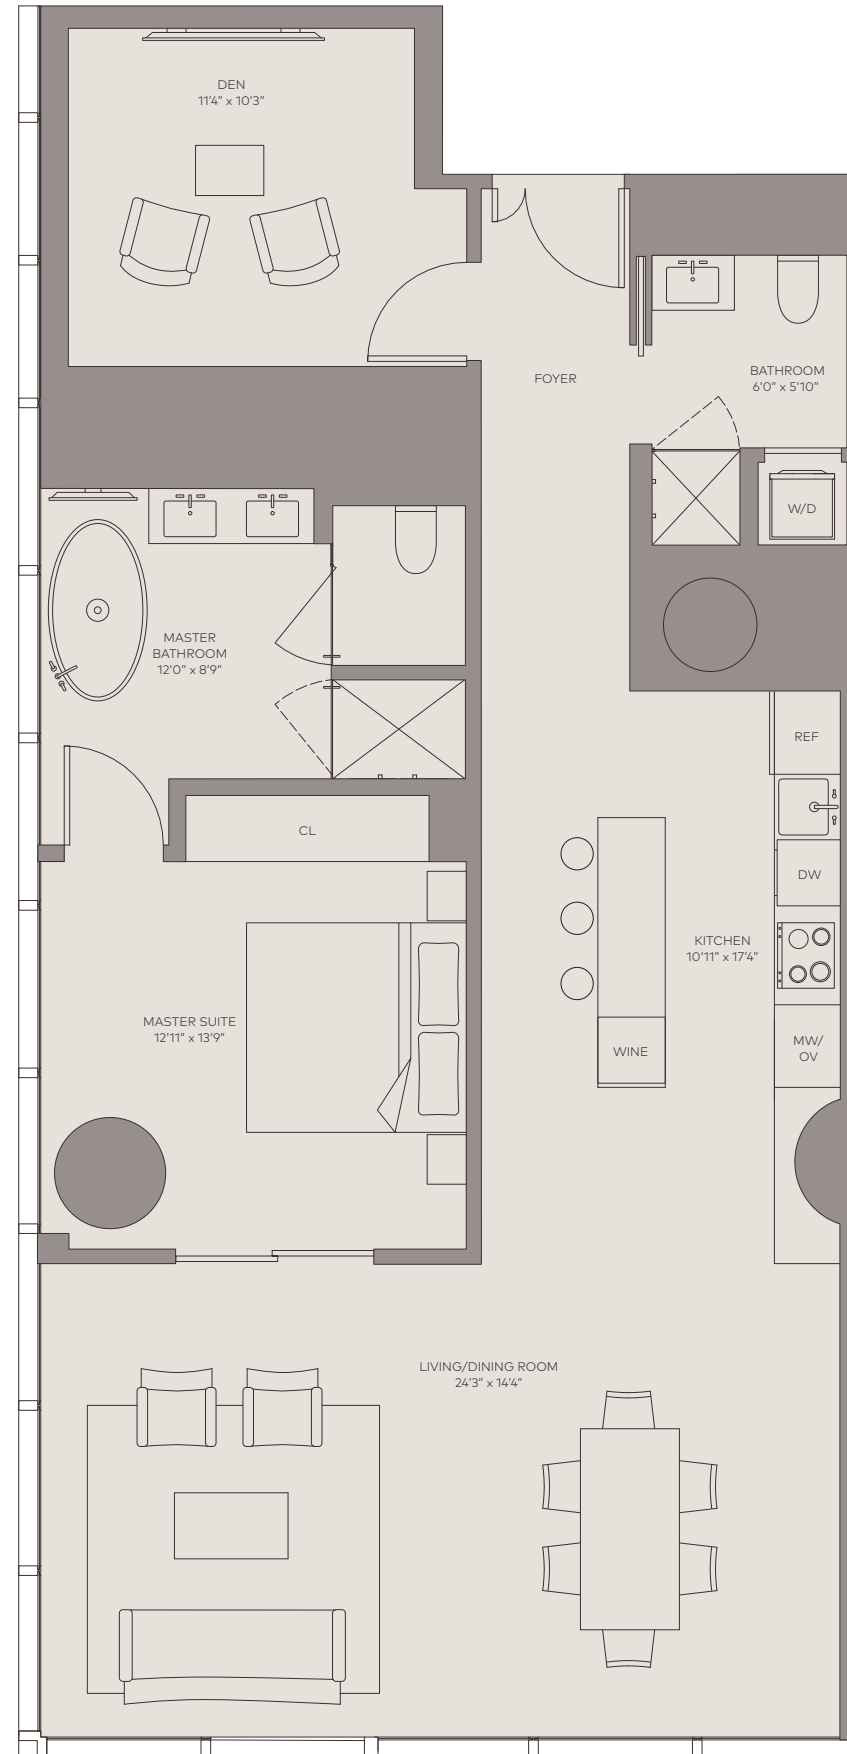 DEN
11'4" x 10'3"
FOYER
BATHROOM
6'0" x 5'10"
W/D
MASTER
BATHROOM
12'0" x 8'9"
REF
CL
DW
KITCHEN
10'11" x 17'4"
MASTER SUITE
12'11" x 13'9"
WINE
MW/
OV
LIVING/DINING ROOM
24'3" x 14'4"